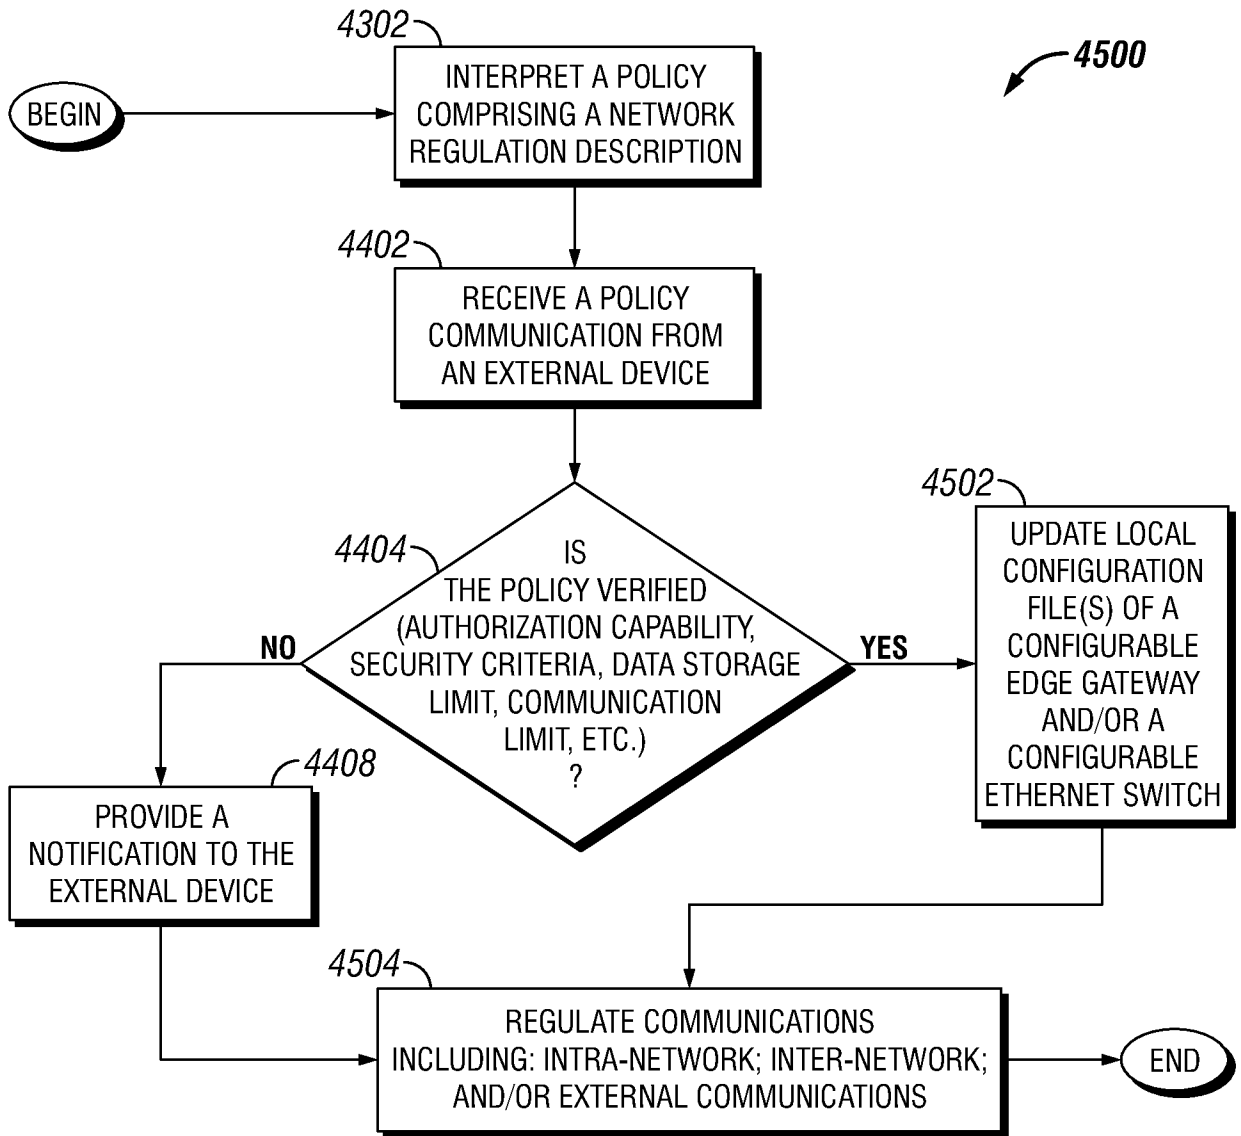 4302
4500
BEGIN
INTERPRET A POLICY
COMPRISING A NETWORK
REGULATION DESCRIPTION
4402
RECEIVE A POLICY
COMMUNICATION FROM
AN EXTERNAL DEVICE
4404
IS
THE POLICY VERIFIED
(AUTHORIZATION CAPABILITY,
SECURITY CRITERIA, DATA STORAGE
LIMIT, COMMUNICATION
LIMIT, ETC.)
?
NO
YES
4502
UPDATE LOCAL
CONFIGURATION
FILE(S) OF A
CONFIGURABLE
EDGE GATEWAY
AND/OR A
CONFIGURABLE
ETHERNET SWITCH
4408
PROVIDE A
NOTIFICATION TO THE
EXTERNAL DEVICE
4504
REGULATE COMMUNICATIONS
INCLUDING: INTRA-NETWORK; INTER-NETWORK;
AND/OR EXTERNAL COMMUNICATIONS
END